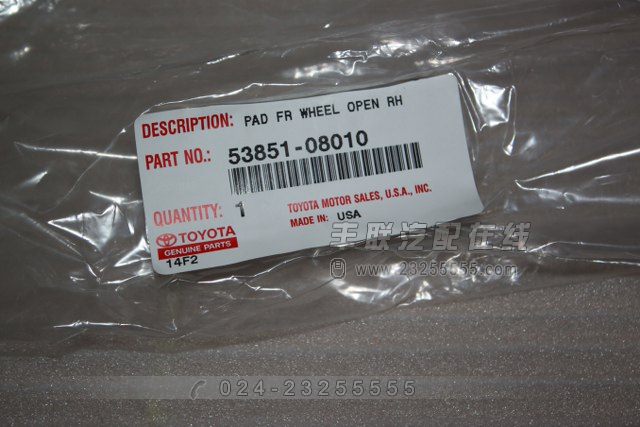 DESCRIPTION: PAD FR WHEEL OPEN RH
PART NO.: 53851-08010
QUANTITY: 1
TOYOTA MOTOR SALES, U.S.A., INC.
MADE IN: USA
TOYOTA
GENUINE PARTS
14F2
丰联汽配在线
www.23255555.com
024-23255555